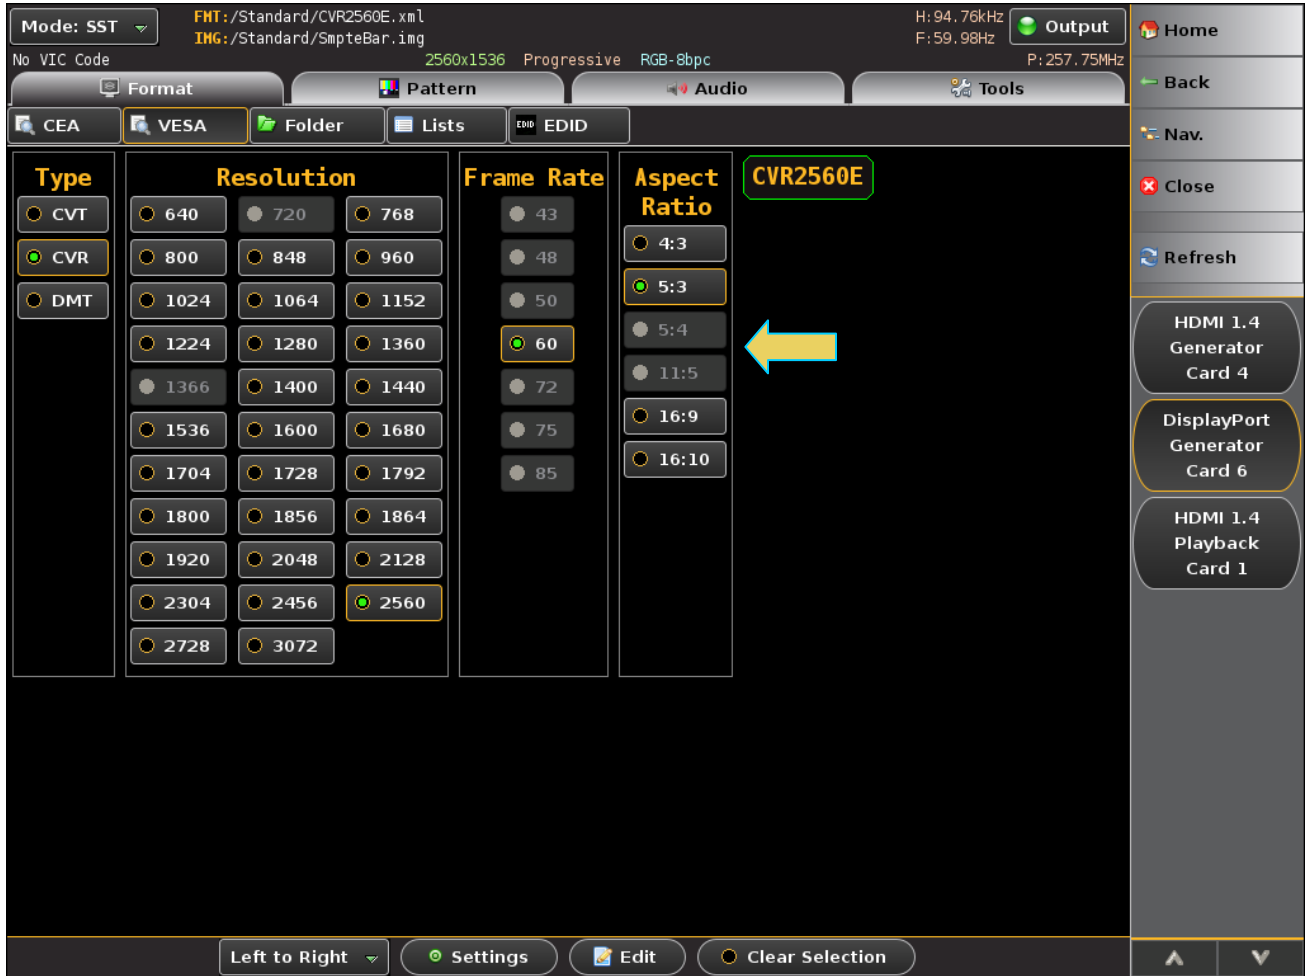 Mode: SST
FMT:/Standard/CVR2560E.xml
IMG:/Standard/SmpteBar.img
H:94.76kHz
F:59.98Hz
Output
No VIC Code
2560x1536 Progressive RGB-8bpc
P:257.75MHz
Format
Pattern
Audio
Tools
CEA
VESA
Folder
Lists
EDID EDID
Type
CVT
CVR
DMT
Resolution
640 720 768
800 848 960
1024 1064 1152
1224 1280 1360
1366 1400 1440
1536 1600 1680
1704 1728 1792
1800 1856 1864
1920 2048 2128
2304 2456 2560
2728 3072
Frame Rate
43
48
50
60
72
75
85
Aspect
Ratio
4:3
5:3
5:4
11:5
16:9
16:10
CVR2560E
Home
Back
Nav.
Close
Refresh
HDMI 1.4
Generator
Card 4
DisplayPort
Generator
Card 6
HDMI 1.4
Playback
Card 1
Left to Right
Settings
Edit
Clear Selection